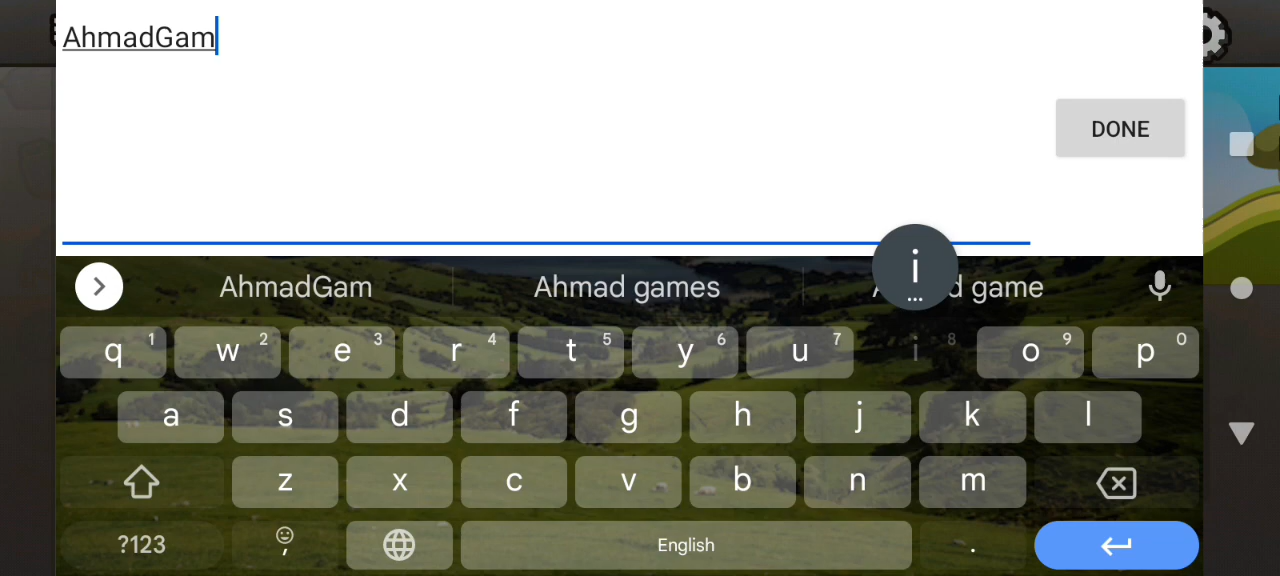 AhmadGam
DONE
i
...
AhmadGam Ahmad games
game
q 1 w 2 e 3 r 4 t 5 y 6 u 7 i 8 o 9 p 0
a s d f g h j k l
z x c v b n m
?123 , English .